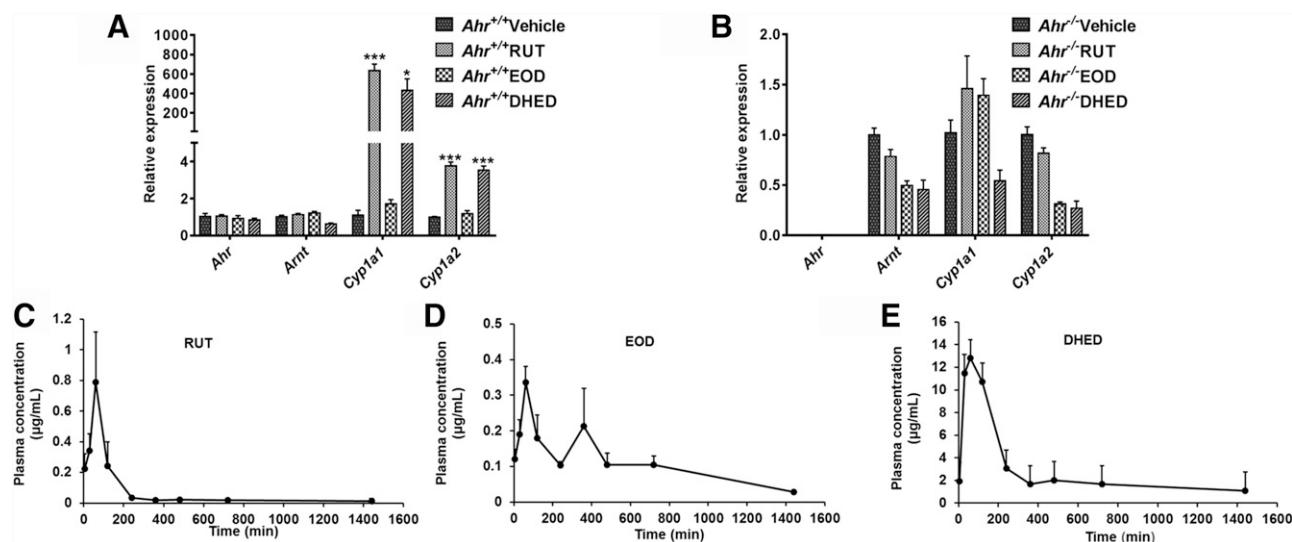 A
Relative expression
1000
800
600
400
200
4
2
0
Ahr
Arnt
Cyp1a1
Cyp1a2
***
*
***
***
Ahr+/+Vehicle
Ahr+/+RUT
Ahr+/+EOD
Ahr+/+DHED
B
Relative expression
2.0
1.5
1.0
0.5
0.0
Ahr
Arnt
Cyp1a1
Cyp1a2
Ahr-/-Vehicle
Ahr-/-RUT
Ahr-/-EOD
Ahr-/-DHED
C
RUT
Plasma concentration
(µg/mL)
1.2
1
0.8
0.6
0.4
0.2
0
0 200 400 600 800 1000 1200 1400 1600
Time (min)
D
EOD
Plasma concentration
(µg/mL)
0.5
0.4
0.3
0.2
0.1
0
0 200 400 600 800 1000 1200 1400 1600
Time (min)
E
DHED
Plasma concentration
(µg/mL)
16
14
12
10
8
6
4
2
0
0 200 400 600 800 1000 1200 1400 1600
Time (min)